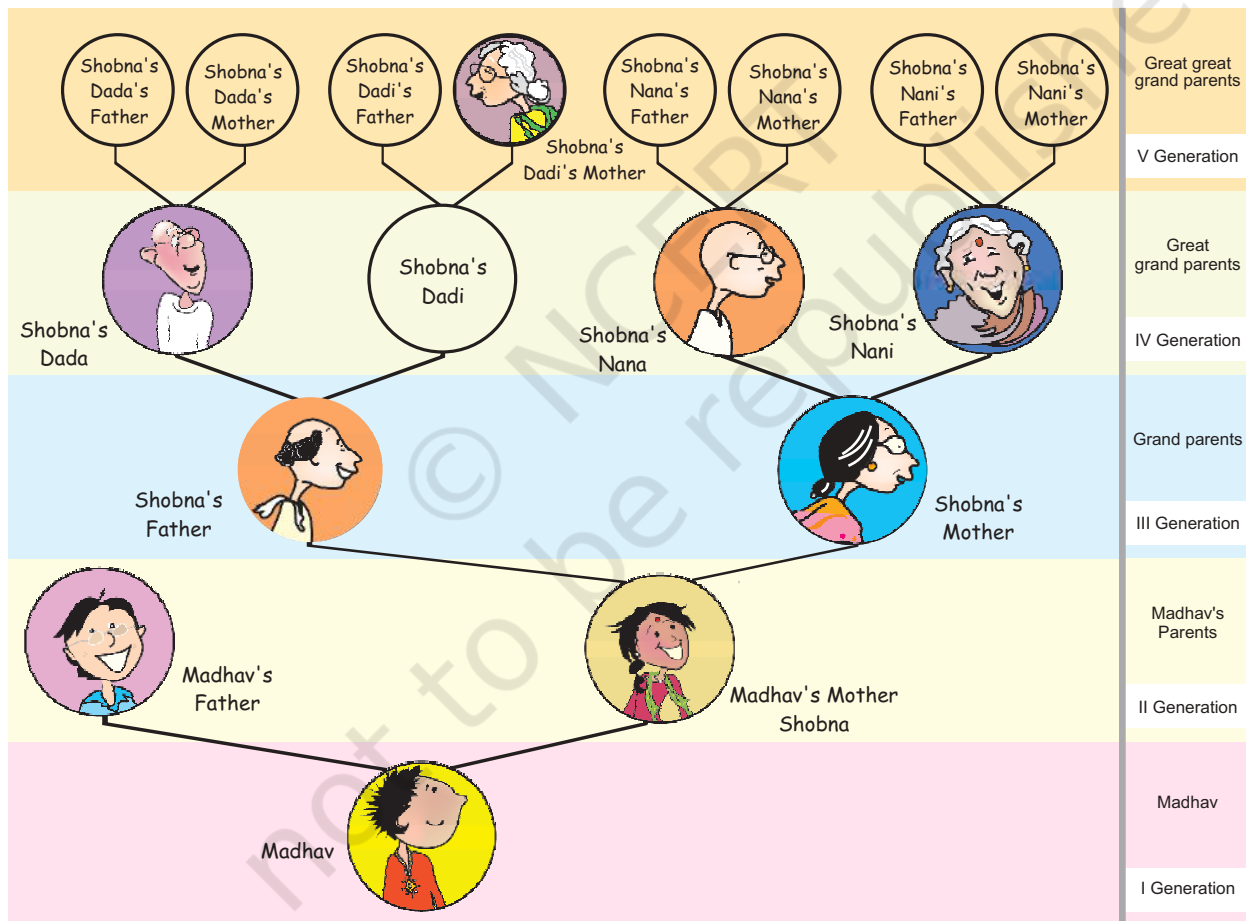 Shobna's
Dada's
Father
Shobna's
Dada's
Mother
Shobna's
Dadi's
Father
Shobna's
Dadi's Mother
Shobna's
Nana's
Father
Shobna's
Nana's
Mother
Shobna's
Nani's
Father
Shobna's
Nani's
Mother
Great great
grand parents
V Generation
Shobna's
Dada
Shobna's
Dadi
Shobna's
Nana
Shobna's
Nani
Great
grand parents
IV Generation
Shobna's
Father
Shobna's
Mother
Grand parents
III Generation
Madhav's
Father
Madhav's Mother
Shobna
Madhav's
Parents
II Generation
Madhav
Madhav
I Generation
© NCERT
not to be republishe